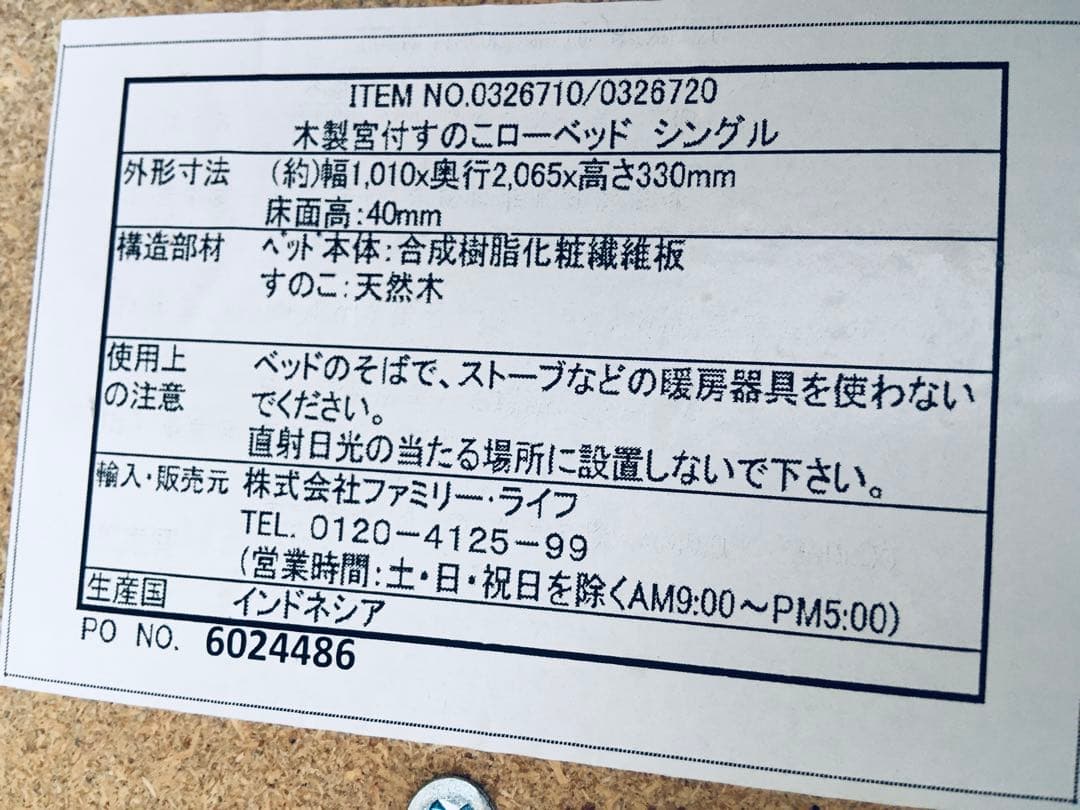 ITEM NO.0326710/0326720
木製宮付すのこローベッド シングル
外形寸法 (約)幅1,010x奥行2,065x高さ330mm
床面高:40mm
構造部材 ﾍﾞｯﾄﾞ本体:合成樹脂化粧繊維板
すのこ:天然木
使用上の注意 ベッドのそばで、ストーブなどの暖房器具を使わない
でください。
直射日光の当たる場所に設置しないで下さい。
輸入・販売元 株式会社ファミリー・ライフ
TEL. 0120-4125-99
(営業時間:土・日・祝日を除くAM9:00～PM5:00)
生産国 インドネシア
PO NO. 6024486